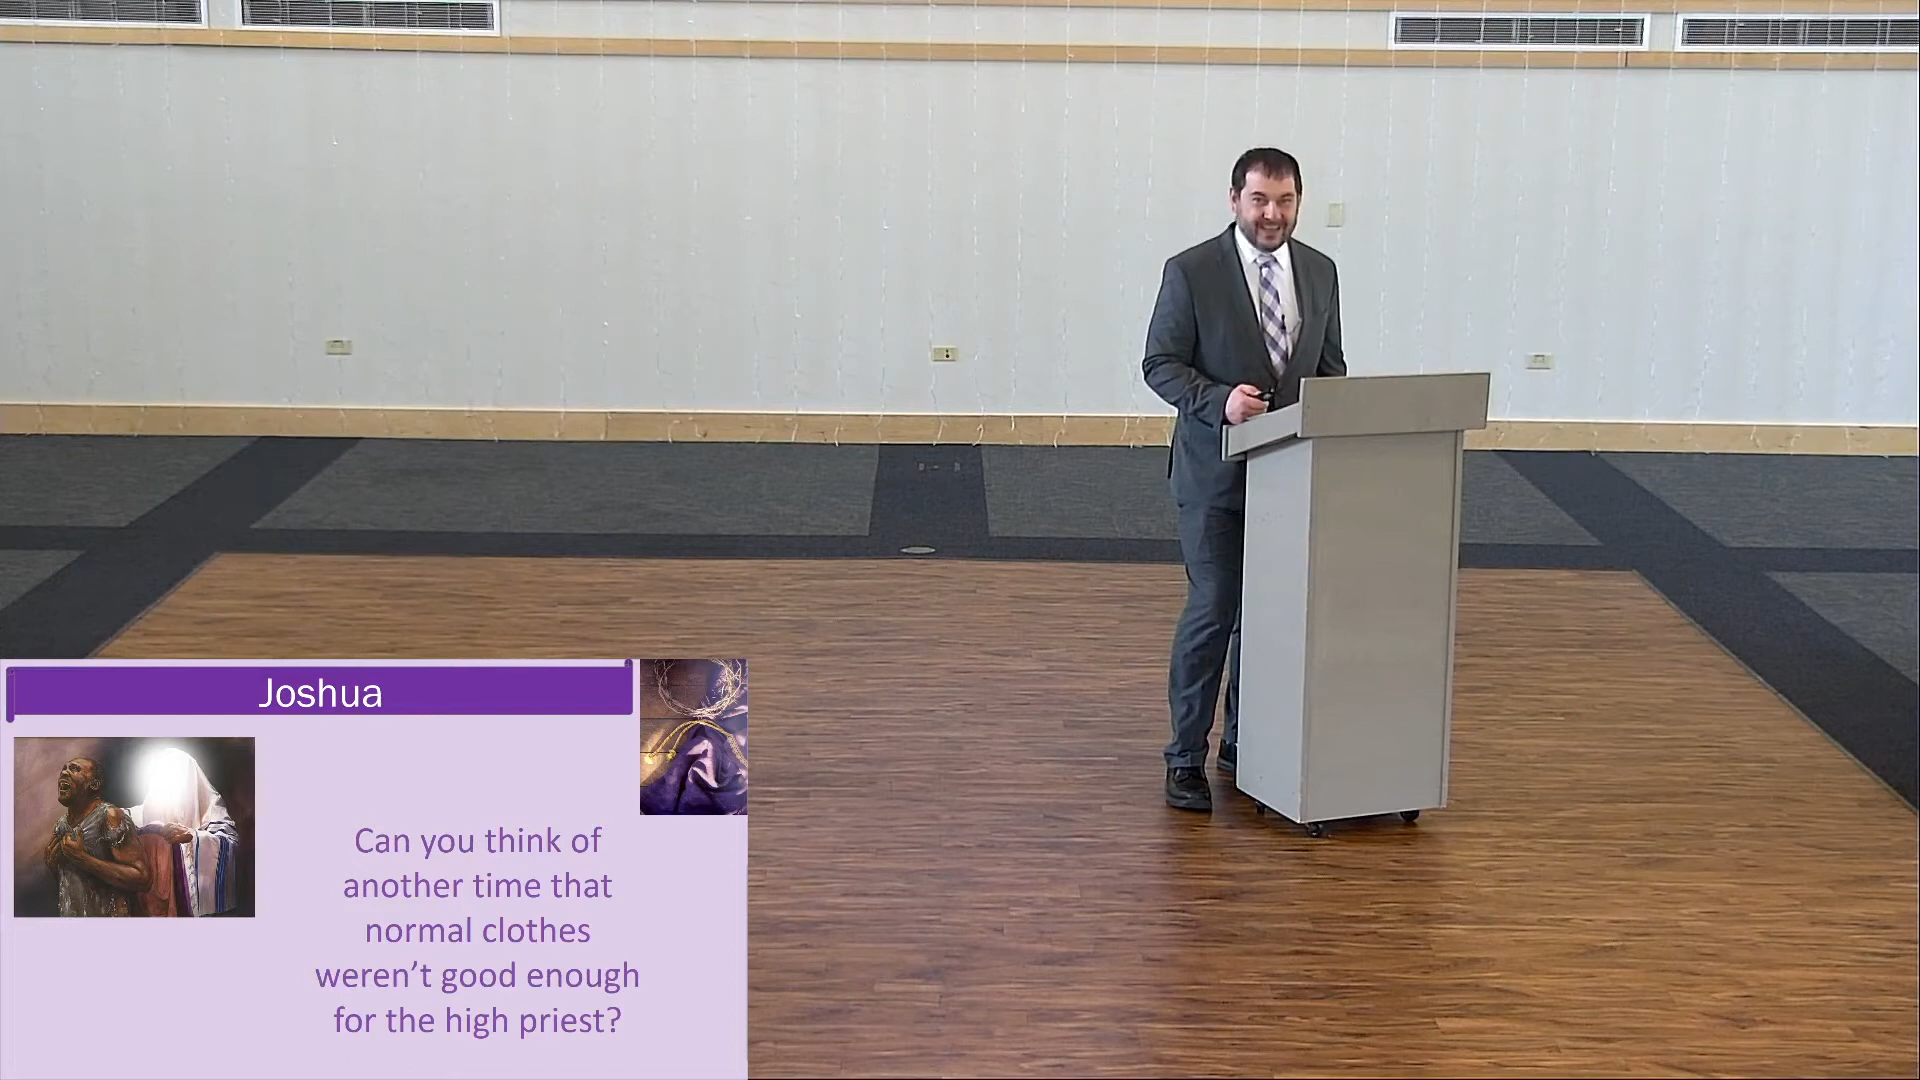 Joshua
Can you think of
another time that
normal clothes
weren’t good enough
for the high priest?